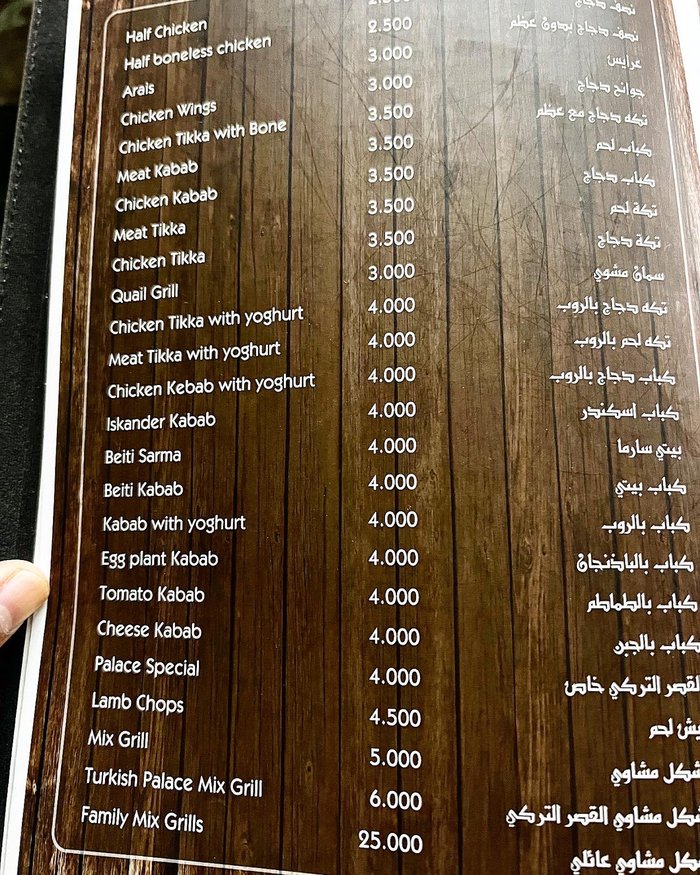 Half Chicken 2.500 نصف دجاج
Half boneless chicken 2.500 نصف دجاج بدون عظم
Arais 3.000 عرايس
Chicken Wings 3.000 جوانح دجاج
Chicken Tikka with Bone 3.500 تكه دجاج مع عظم
Meat Kabab 3.500 كباب لحم
Chicken Kabab 3.500 كباب دجاج
Meat Tikka 3.500 تكة لحم
Chicken Tikka 3.500 تكة دجاج
Quail Grill 3.000 سمان مشوي
Chicken Tikka with yoghurt 4.000 تكه دجاج بالروب
Meat Tikka with yoghurt 4.000 تكه لحم بالروب
Chicken Kebab with yoghurt 4.000 كباب دجاج بالروب
Iskander Kabab 4.000 كباب اسكندر
Beiti Sarma 4.000 بيتي سارما
Beiti Kabab 4.000 كباب بيتي
Kabab with yoghurt 4.000 كباب بالروب
Egg plant Kabab 4.000 كباب بالباذنجان
Tomato Kabab 4.000 كباب بالطماطم
Cheese Kabab 4.000 كباب بالجبن
Palace Special 4.000 القصر التركي خاص
Lamb Chops 4.500 لحم
Mix Grill 5.000 مشاوي
Turkish Palace Mix Grill 6.000 مشاوي القصر التركي
Family Mix Grills 25.000 مشاوي عائلي